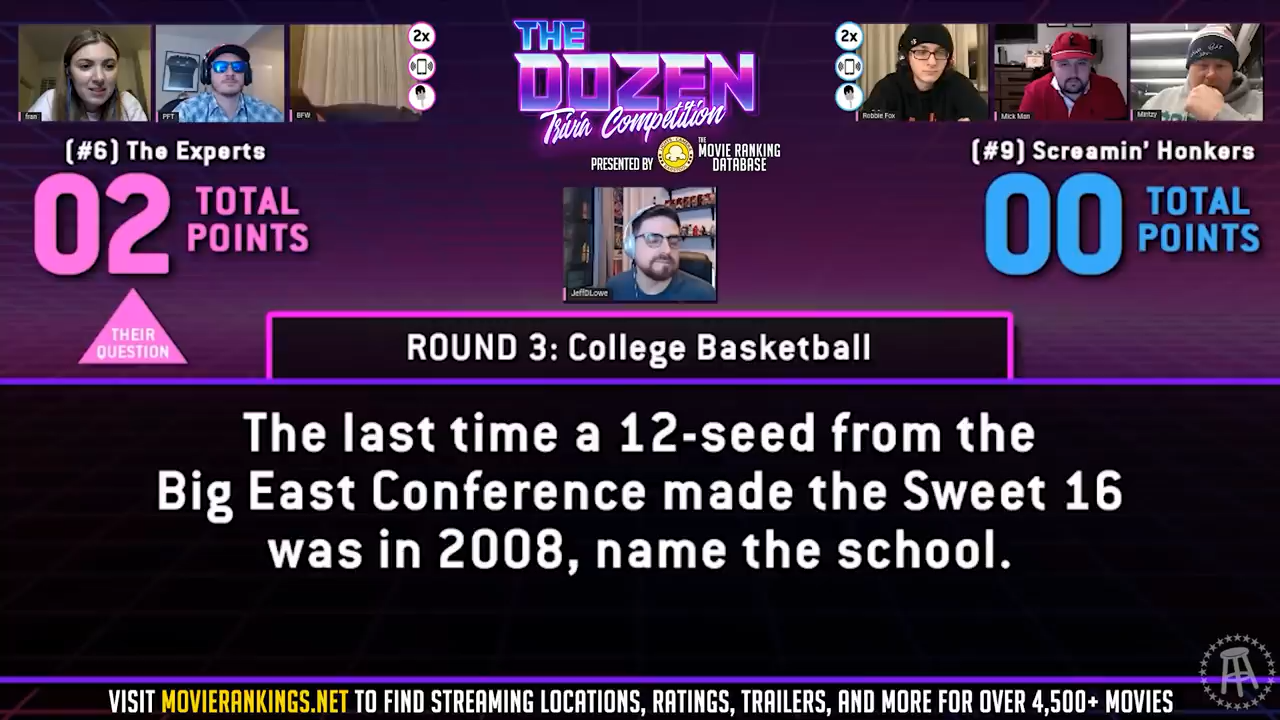 THE
DOZEN
Trivia Competition
PRESENTED BY
THE
MOVIE RANKING
DATABASE
2x
2x
fran
PFT
BFW
Robbie Fox
Mick Man
Mintzy
(#6) The Experts
02
TOTAL
POINTS
(#9) Screamin' Honkers
00
TOTAL
POINTS
JeffDLowe
THEIR
QUESTION
ROUND 3: College Basketball
The last time a 12-seed from the
Big East Conference made the Sweet 16
was in 2008, name the school.
VISIT MOVIERANKINGS.NET TO FIND STREAMING LOCATIONS, RATINGS, TRAILERS, AND MORE FOR OVER 4,500+ MOVIES